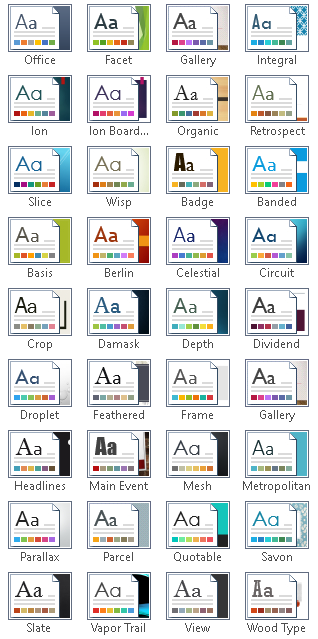 Aa Aa Aa Aa
Office Facet Gallery Integral
Aa Aa Aa Aa
Ion Ion Board... Organic Retrospect
Aa Aa Aa Aa
Slice Wisp Badge Banded
Aa Aa Aa Aa
Basis Berlin Celestial Circuit
Aa Aa Aa Aa
Crop Damask Depth Dividend
Aa Aa Aa Aa
Droplet Feathered Frame Gallery
Aa Aa Aa Aa
Headlines Main Event Mesh Metropolitan
Aa Aa Aa Aa
Parallax Parcel Quotable Savon
Aa Aa Aa Aa
Slate Vapor Trail View Wood Type